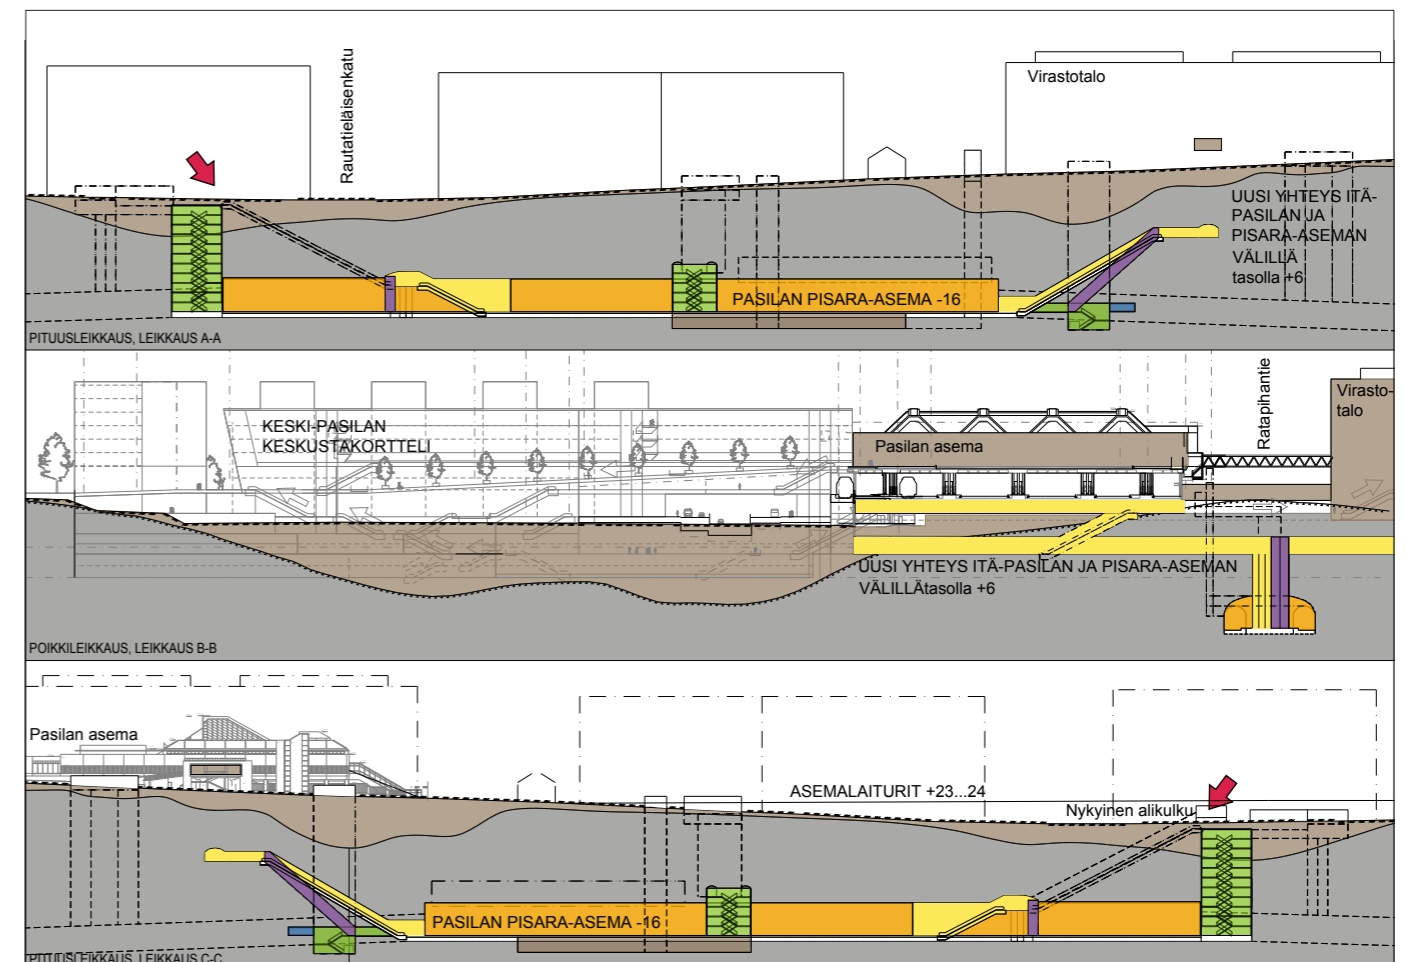 Rautatieläisenkatu
Virastotalo
UUSI YHTEYS ITÄ-
PASILAN JA
PISARA-ASEMAN
VÄLILLÄ
tasolla +6
PASILAN PISARA-ASEMA -16
PITUUSLEIKKAUS, LEIKKAUS A-A
KESKI-PASILAN
KESKUSTAKORTTELI
Pasilan asema
Ratapihantie
Virasto-
talo
UUSI YHTEYS ITÄ-PASILAN JA PISARA-ASEMAN
VÄLILLÄtasolla +6
POIKKILEIKKAUS, LEIKKAUS B-B
Pasilan asema
ASEMALAITURIT +23...24
Nykyinen alikulku
PASILAN PISARA-ASEMA -16
PITUUSLEIKKAUS, LEIKKAUS C-C